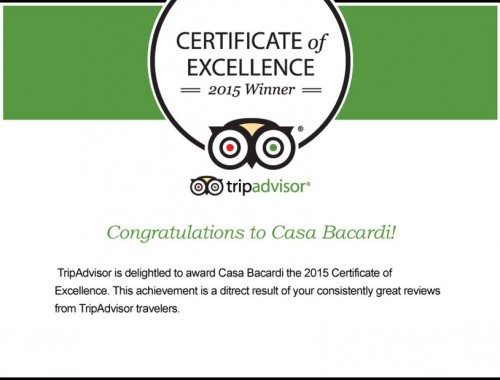 CERTIFICATE of
EXCELLENCE
2015 Winner
®
tripadvisor®
Congratulations to Casa Bacardi!
TripAdvisor is delightled to award Casa Bacardi the 2015 Certificate of
Excellence. This achievement is a ditrect result of your consistently great reviews
from TripAdvisor travelers.